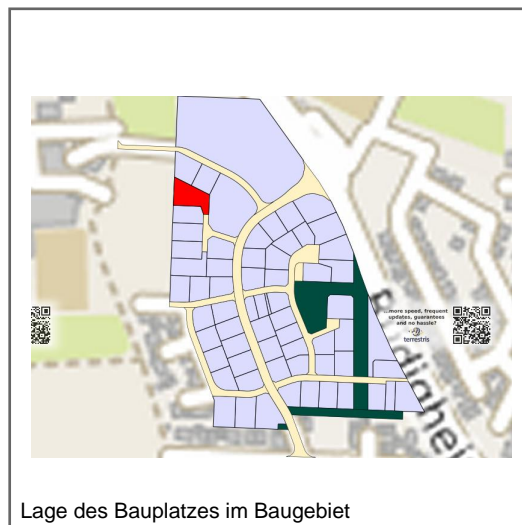 ...more speed, frequent
updates, guarantees
and no hassle?
terrestris
Lage des Bauplatzes im Baugebiet